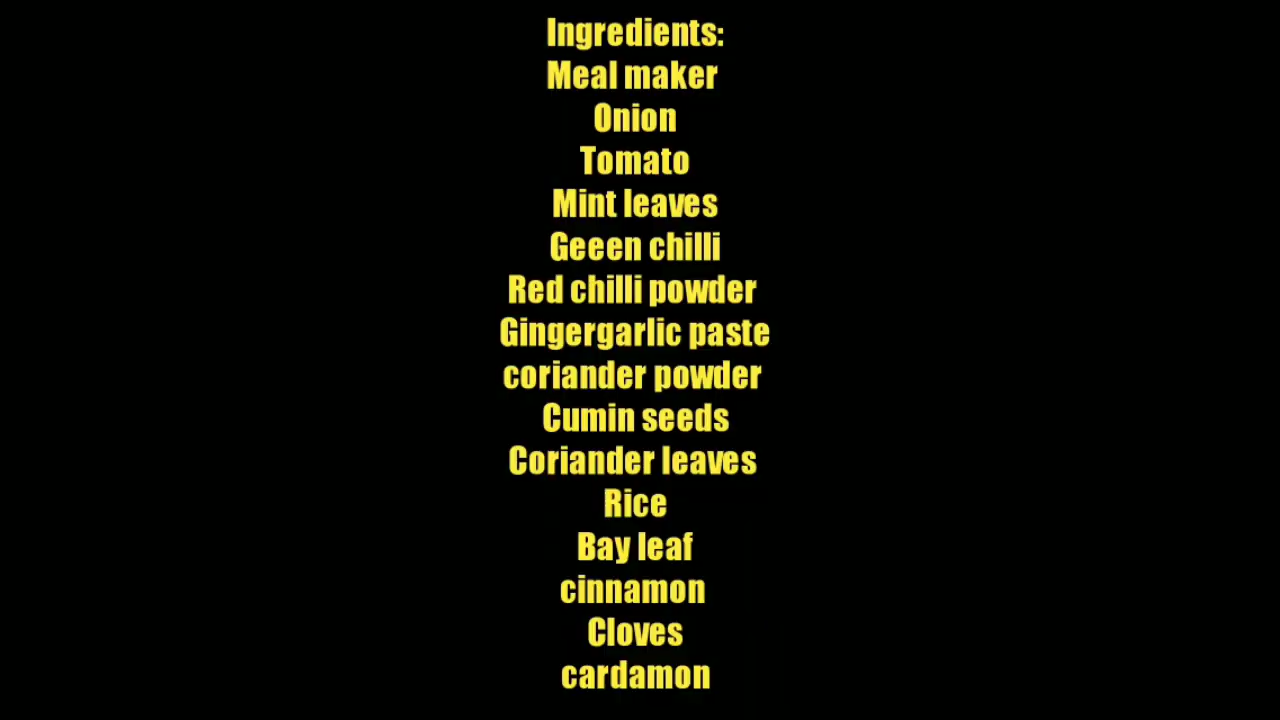 Ingredients:
Meal maker
Onion
Tomato
Mint leaves
Geeen chilli
Red chilli powder
Gingergarlic paste
coriander powder
Cumin seeds
Coriander leaves
Rice
Bay leaf
cinnamon
Cloves
cardamon